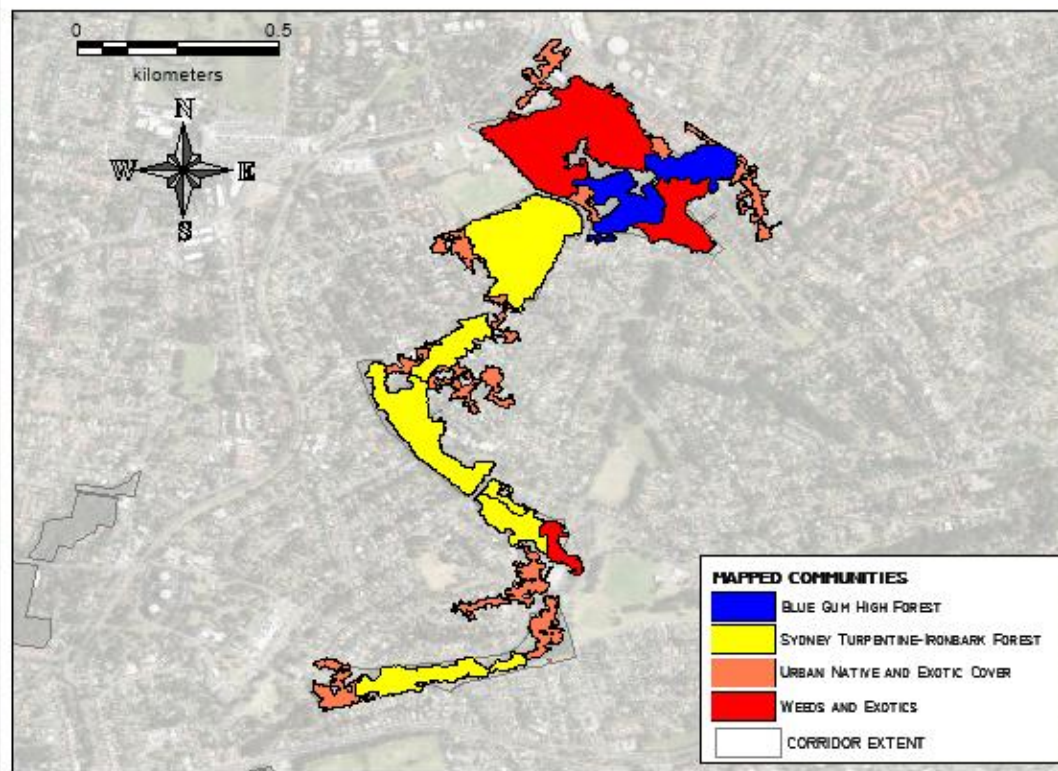 0 0.5
kilometers
N
W E
S
MAPPED COMMUNITIES
BLUE GUM HIGH FOREST
SYDNEY TURPENTINE-IRONBARK FOREST
URBAN NATIVE AND EXOTIC COVER
WEEDS AND EXOTICS
CORRIDOR EXTENT